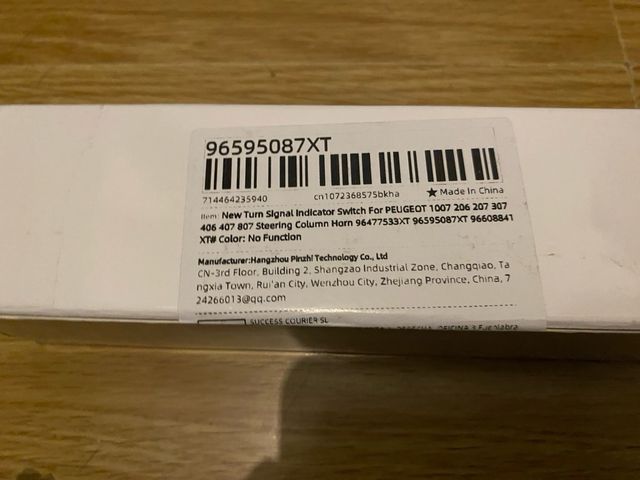 96595087XT
714464235940 cn1072368575bkha ★ Made In China
Item: New Turn Signal Indicator Switch For PEUGEOT 1007 206 207 307
406 407 807 Steering Column Horn 96477533XT 96595087XT 96608841
XT# Color: No Function
Manufacturer:Hangzhou Pinzhi Technology Co., Ltd
CN-3rd Floor, Building 2, Shangzao Industrial Zone, Changqiao, Ta
ngxia Town, Rui'an City, Wenzhou City, Zhejiang Province, China, 7
24266013@qq.com
SUCCESS COURIER SL
OFICINA 3 Fuenlabra